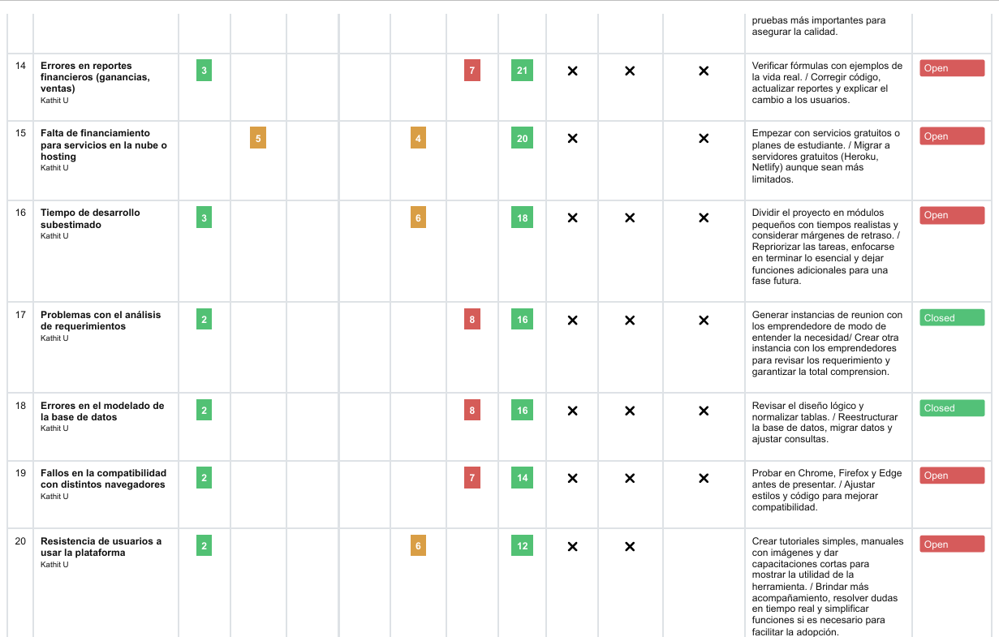 pruebas más importantes para
asegurar la calidad.
14
Errores en reportes
financieros (ganancias,
ventas)
Kathit U
3
7
21
Verificar fórmulas con ejemplos de
la vida real. / Corregir código,
actualizar reportes y explicar el
cambio a los usuarios.
Open
15
Falta de financiamiento
para servicios en la nube o
hosting
Kathit U
5
4
20
Empezar con servicios gratuitos o
planes de estudiante. / Migrar a
servidores gratuitos (Heroku,
Netlify) aunque sean más
limitados.
Open
16
Tiempo de desarrollo
subestimado
Kathit U
3
6
18
Dividir el proyecto en módulos
pequeños con tiempos realistas y
considerar márgenes de retraso. /
Repriorizar las tareas, enfocarse
en terminar lo esencial y dejar
funciones adicionales para una
fase futura.
Open
17
Problemas con el análisis
de requerimientos
Kathit U
2
8
16
Generar instancias de reunion con
los emprendedore de modo de
entender la necesidad/ Crear otra
instancia con los emprendedores
para revisar los requerimiento y
garantizar la total comprension.
Closed
18
Errores en el modelado de
la base de datos
Kathit U
2
8
16
Revisar el diseño lógico y
normalizar tablas. / Reestructurar
la base de datos, migrar datos y
ajustar consultas.
Closed
19
Fallos en la compatibilidad
con distintos navegadores
Kathit U
2
7
14
Probar en Chrome, Firefox y Edge
antes de presentar. / Ajustar
estilos y código para mejorar
compatibilidad.
Open
20
Resistencia de usuarios a
usar la plataforma
Kathit U
2
6
12
Crear tutoriales simples, manuales
con imágenes y dar
capacitaciones cortas para
mostrar la utilidad de la
herramienta. / Brindar más
acompañamiento, resolver dudas
en tiempo real y simplificar
funciones si es necesario para
facilitar la adopción.
Open